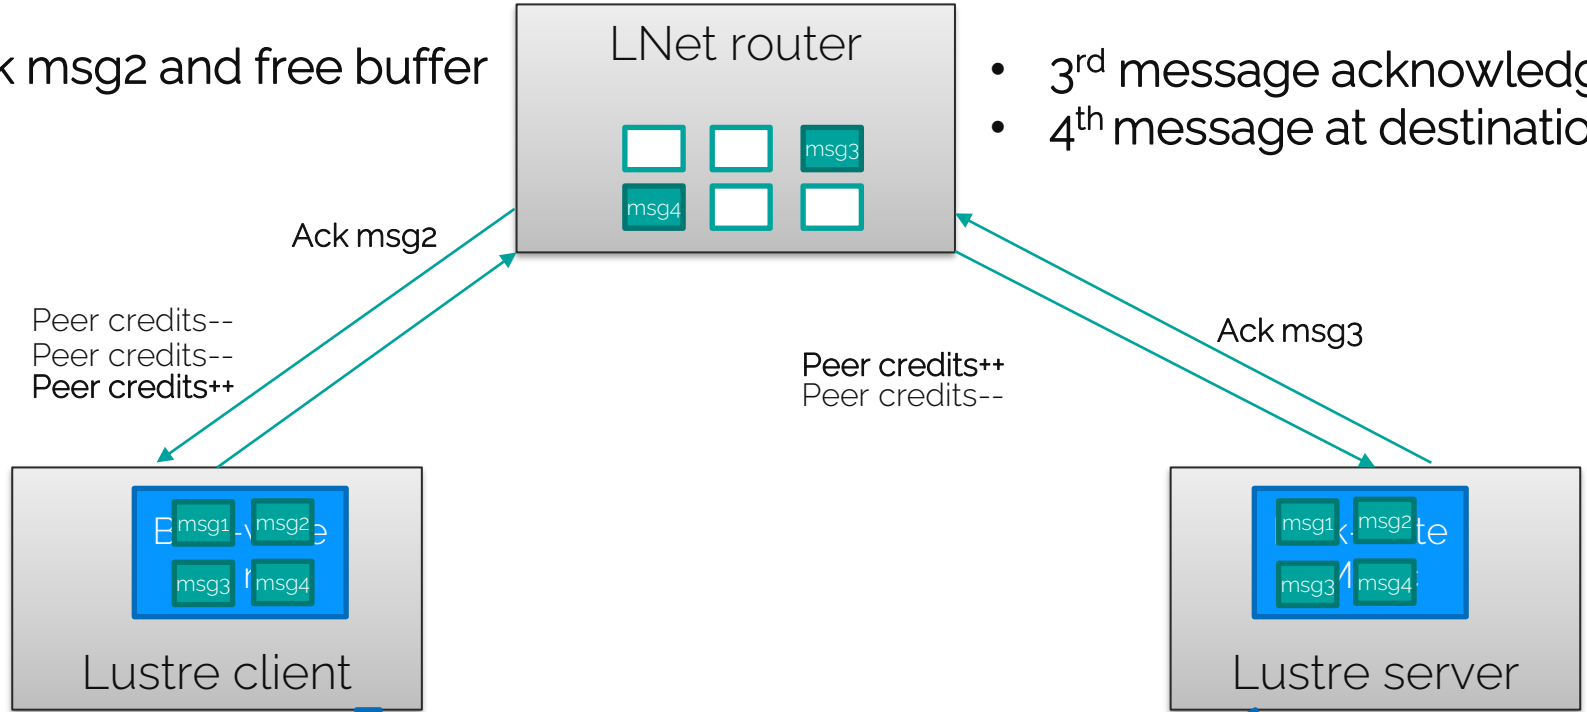 LNet router
k msg2 and free buffer
• 3rd message acknowledg
• 4th message at destinatio
msg3
msg4
Ack msg2
Peer credits--
Peer credits--
Peer credits++
Ack msg3
Peer credits++
Peer credits--
msg1 msg2
msg3 msg4
Lustre client
msg1 msg2
msg3 msg4
Lustre server